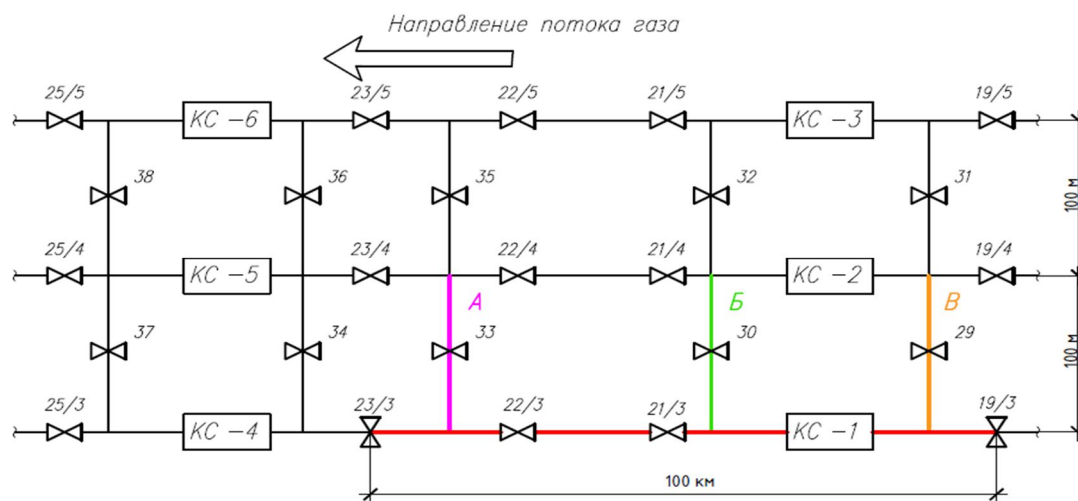 Направление потока газа
25/5 КС -6 23/5 22/5 21/5 КС -3 19/5
38 36 35 32 31
100 м
25/4 КС -5 23/4 22/4 21/4 КС -2 19/4
А Б В
37 34 33 30 29
100 м
25/3 КС -4 23/3 22/3 21/3 КС -1 19/3
100 км